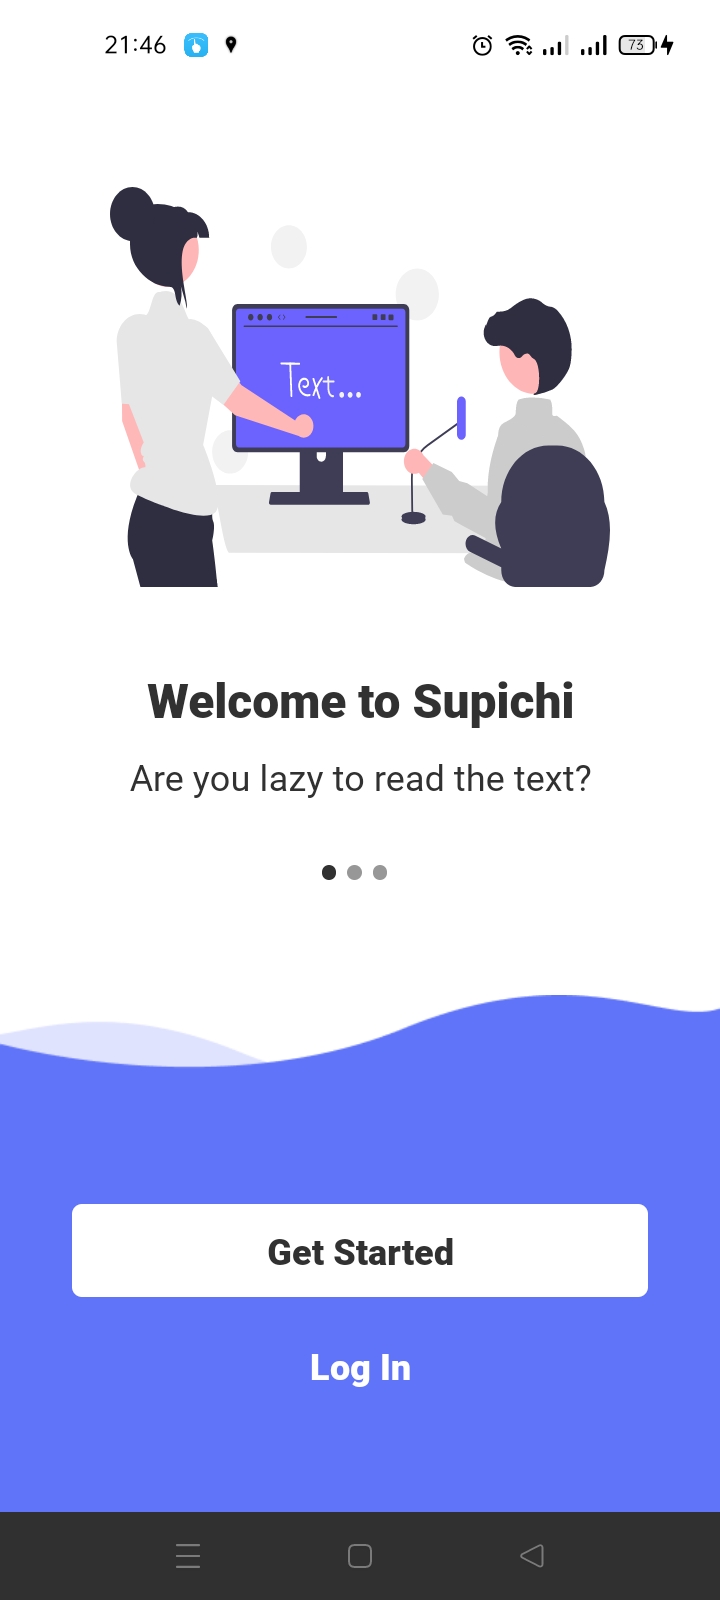 21:46
73
Text...
Welcome to Supichi
Are you lazy to read the text?
Get Started
Log In